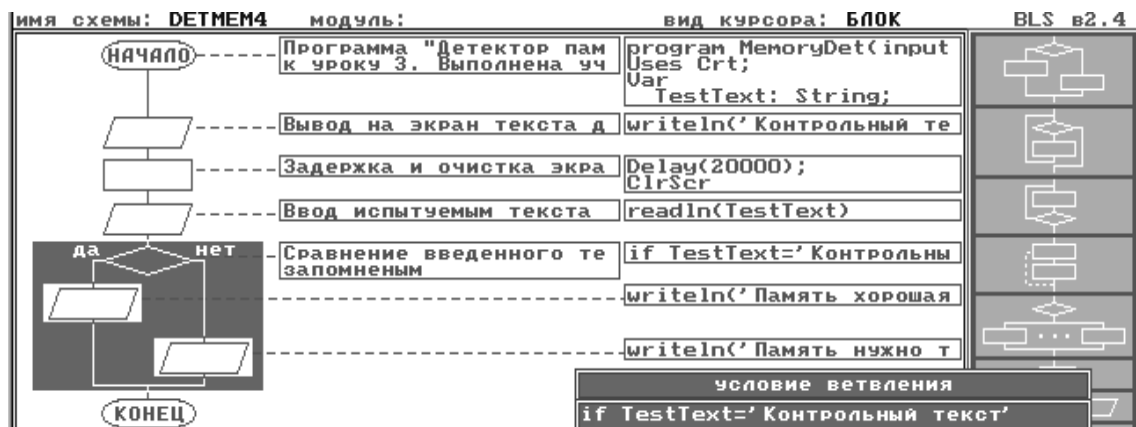 имя схемы: DETMEM4 модуль: вид курсора: БЛОК BLS в2.4
НАЧАЛО
Программа "Детектор пам
к уроку 3. Выполнена уч
program MemoryDet(input
Uses Crt;
Var
TestText: String;
Вывод на экран текста д
writeln('Контрольный те
Задержка и очистка экра
Delay(20000);
ClrScr
Ввод испытуемым текста
readln(TestText)
да нет
Сравнение введенного те
запомненым
if TestText='Контрольны
writeln('Память хорошая
writeln('Память нужно т
КОНЕЦ
условие ветвления
if TestText='Контрольный текст'